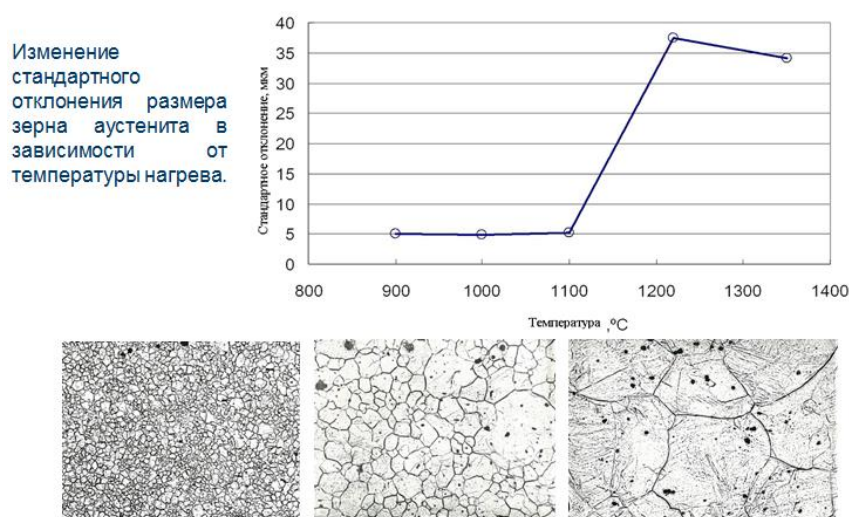 Изменение
стандартного
отклонения размера
зерна аустенита в
зависимости от
температуры нагрева.
Стандартное отклонение, мкм
40
35
30
25
20
15
10
5
0
800 900 1000 1100 1200 1300 1400
Температура ,ºC